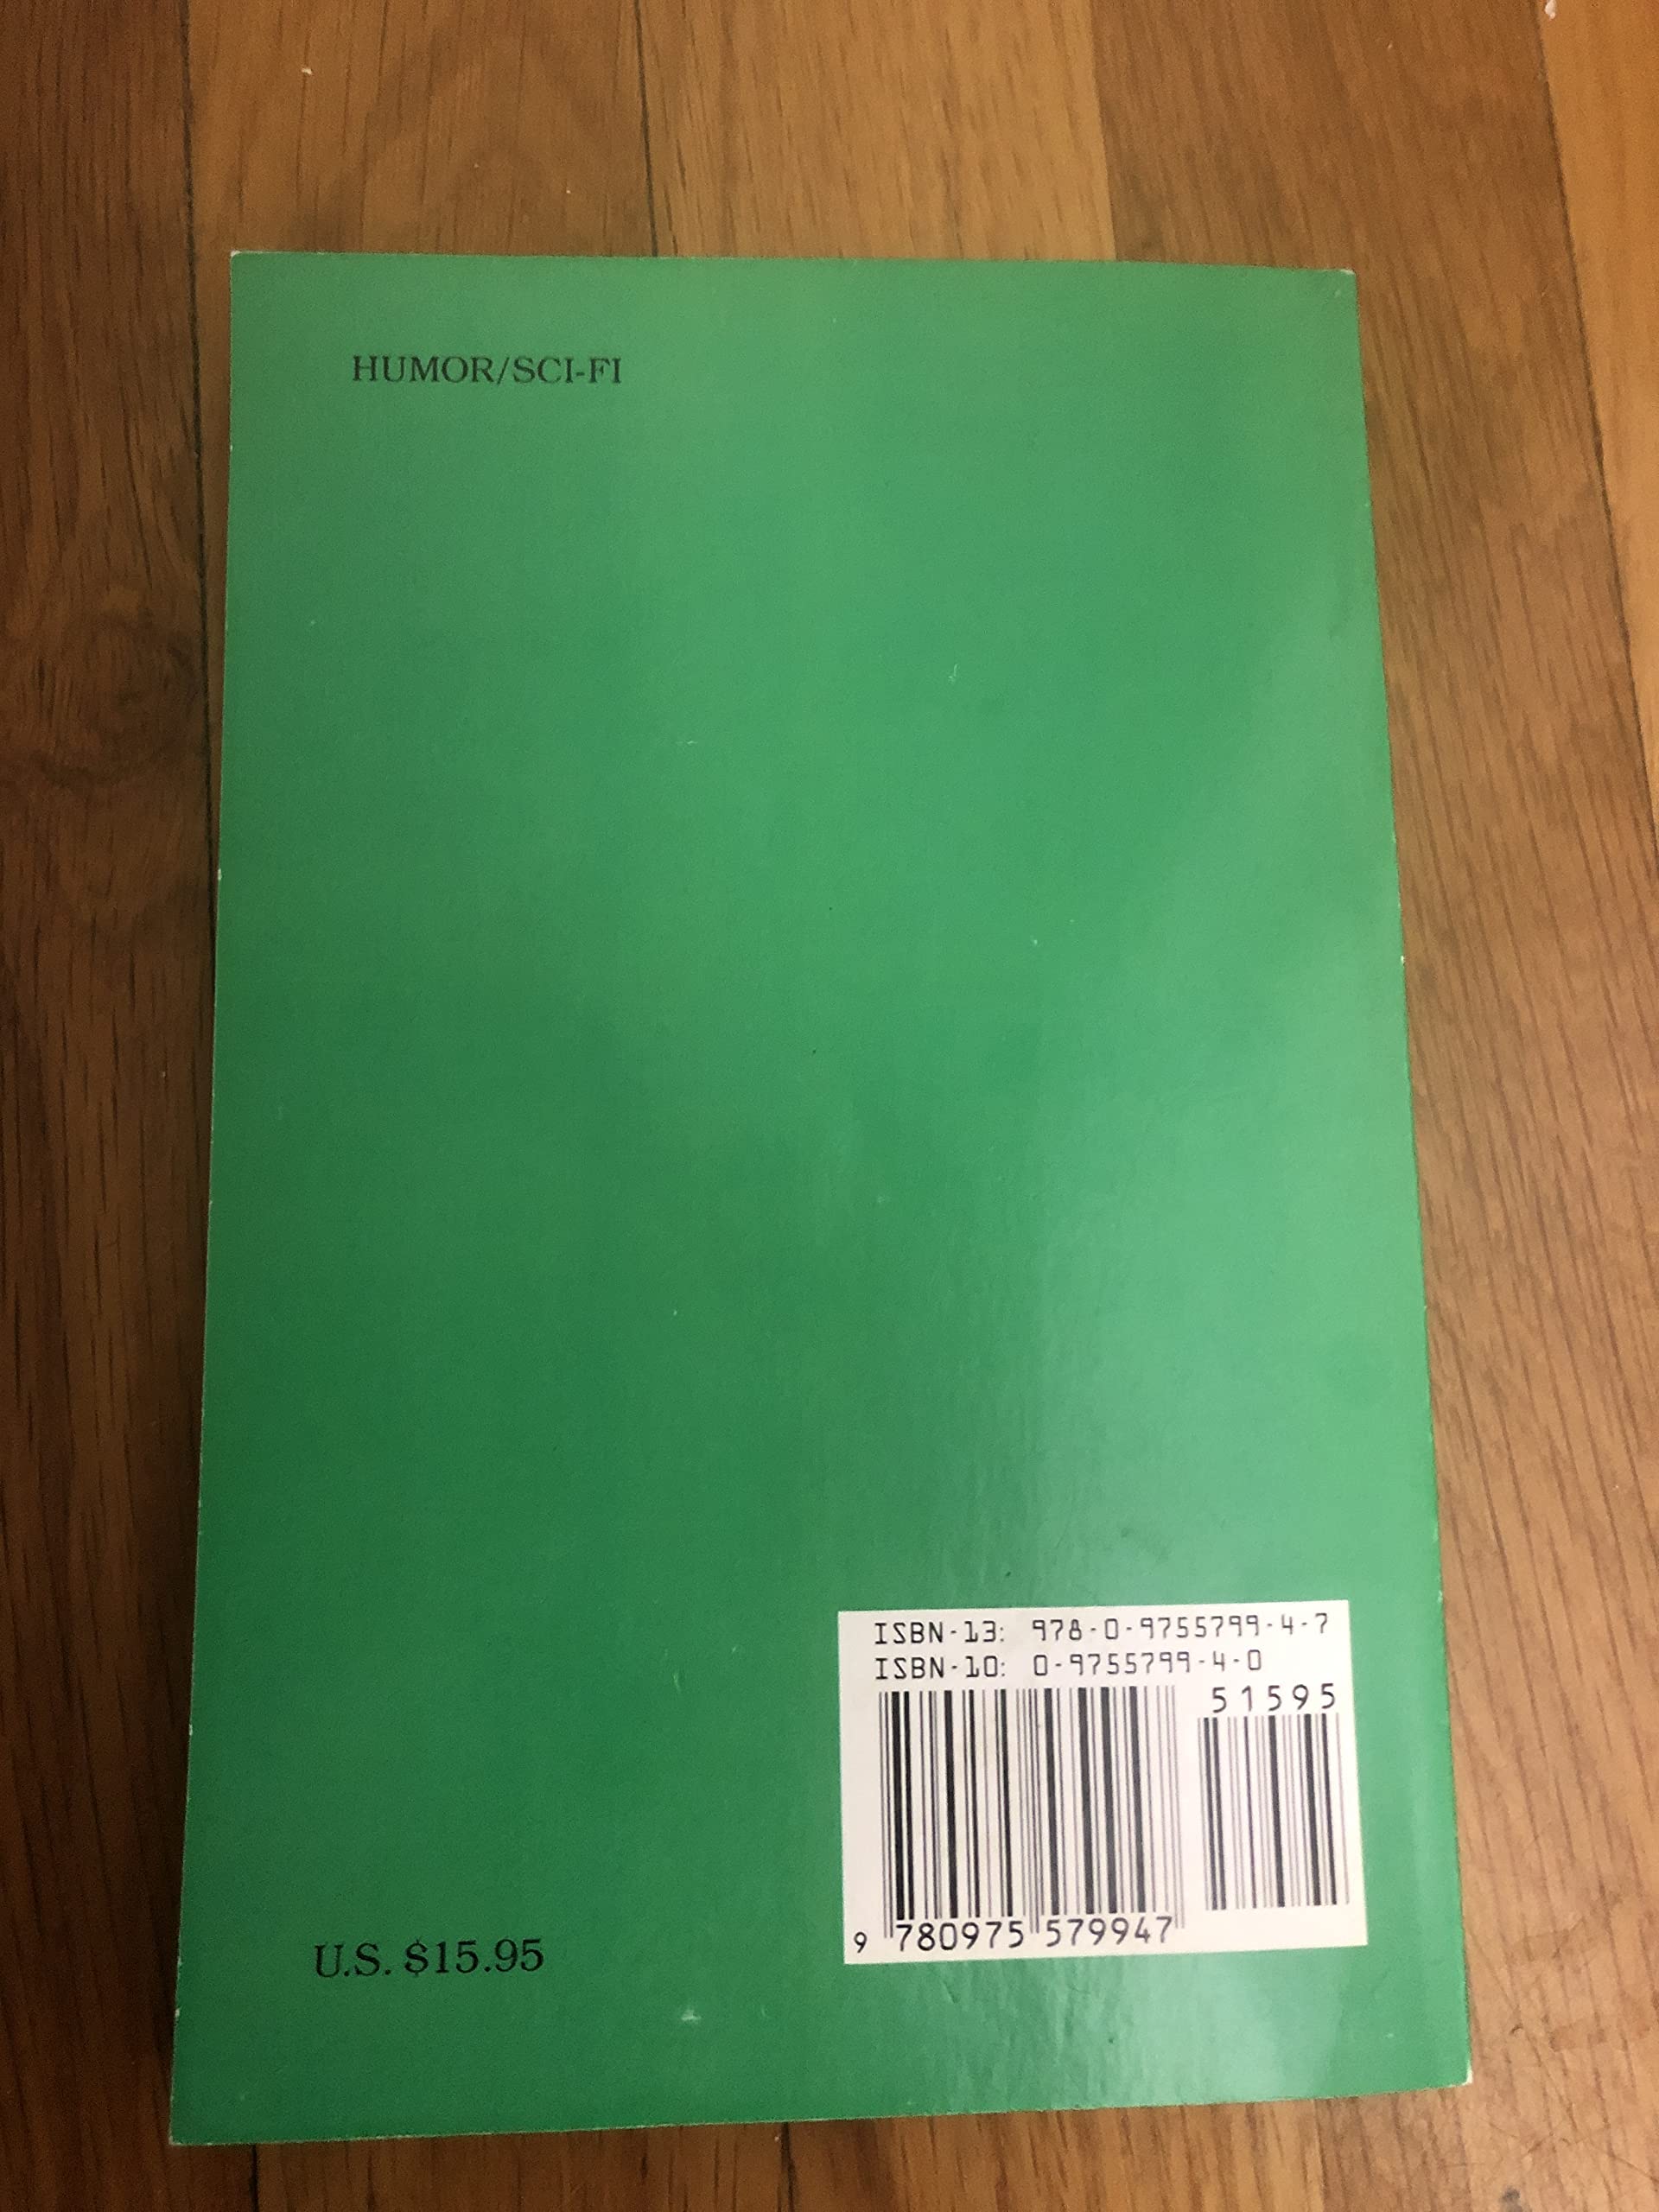 HUMOR/SCI-FI
ISBN-13: 978-0-9755799-4-7
ISBN-10: 0-9755799-4-0
51595
9 780975 579947
U.S. $15.95